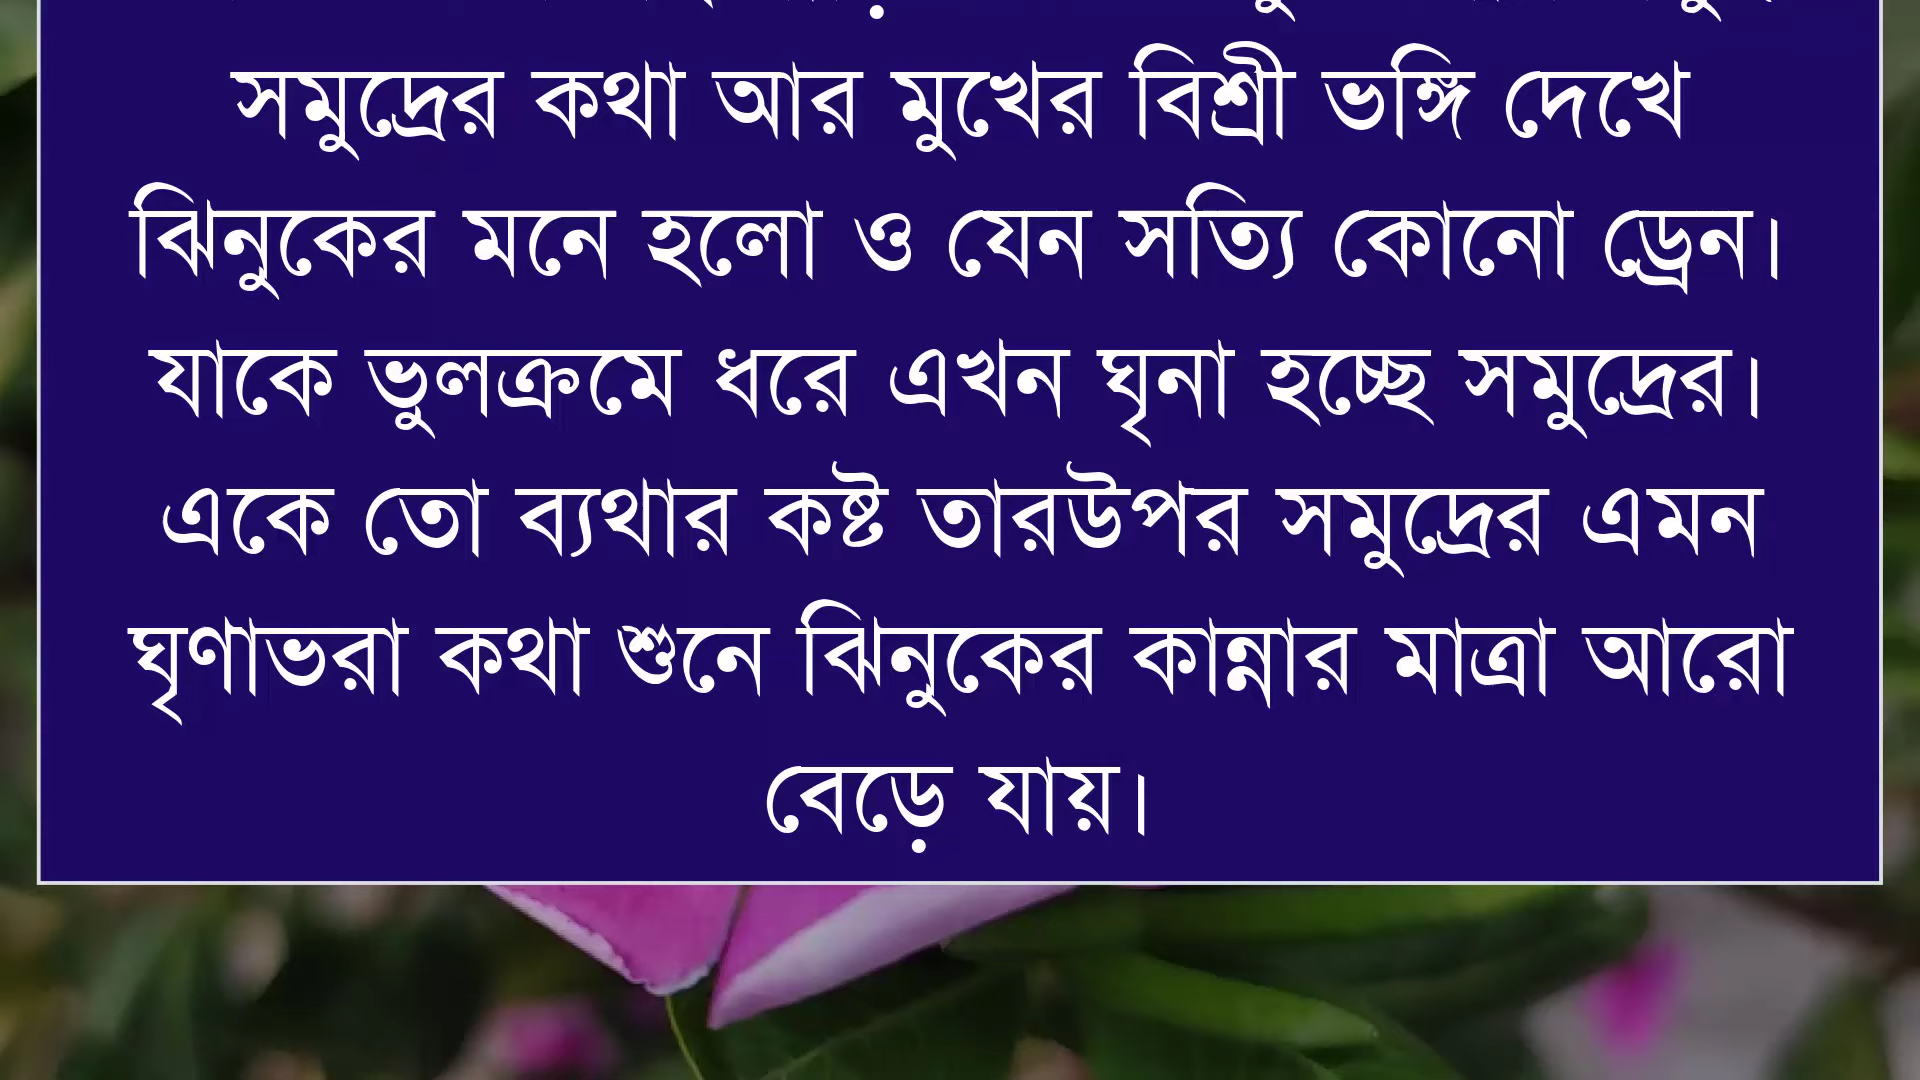 সমুদ্রের কথা আর মুখের বিশ্রী ভঙ্গি দেখে
ঝিনুকের মনে হলো ও যেন সত্যি কোনো ড্রেন।
যাকে ভুলক্রমে ধরে এখন ঘৃনা হচ্ছে সমুদ্রের।
একে তো ব্যথার কষ্ট তারউপর সমুদ্রের এমন
ঘৃণাভরা কথা শুনে ঝিনুকের কান্নার মাত্রা আরো
বেড়ে যায়।